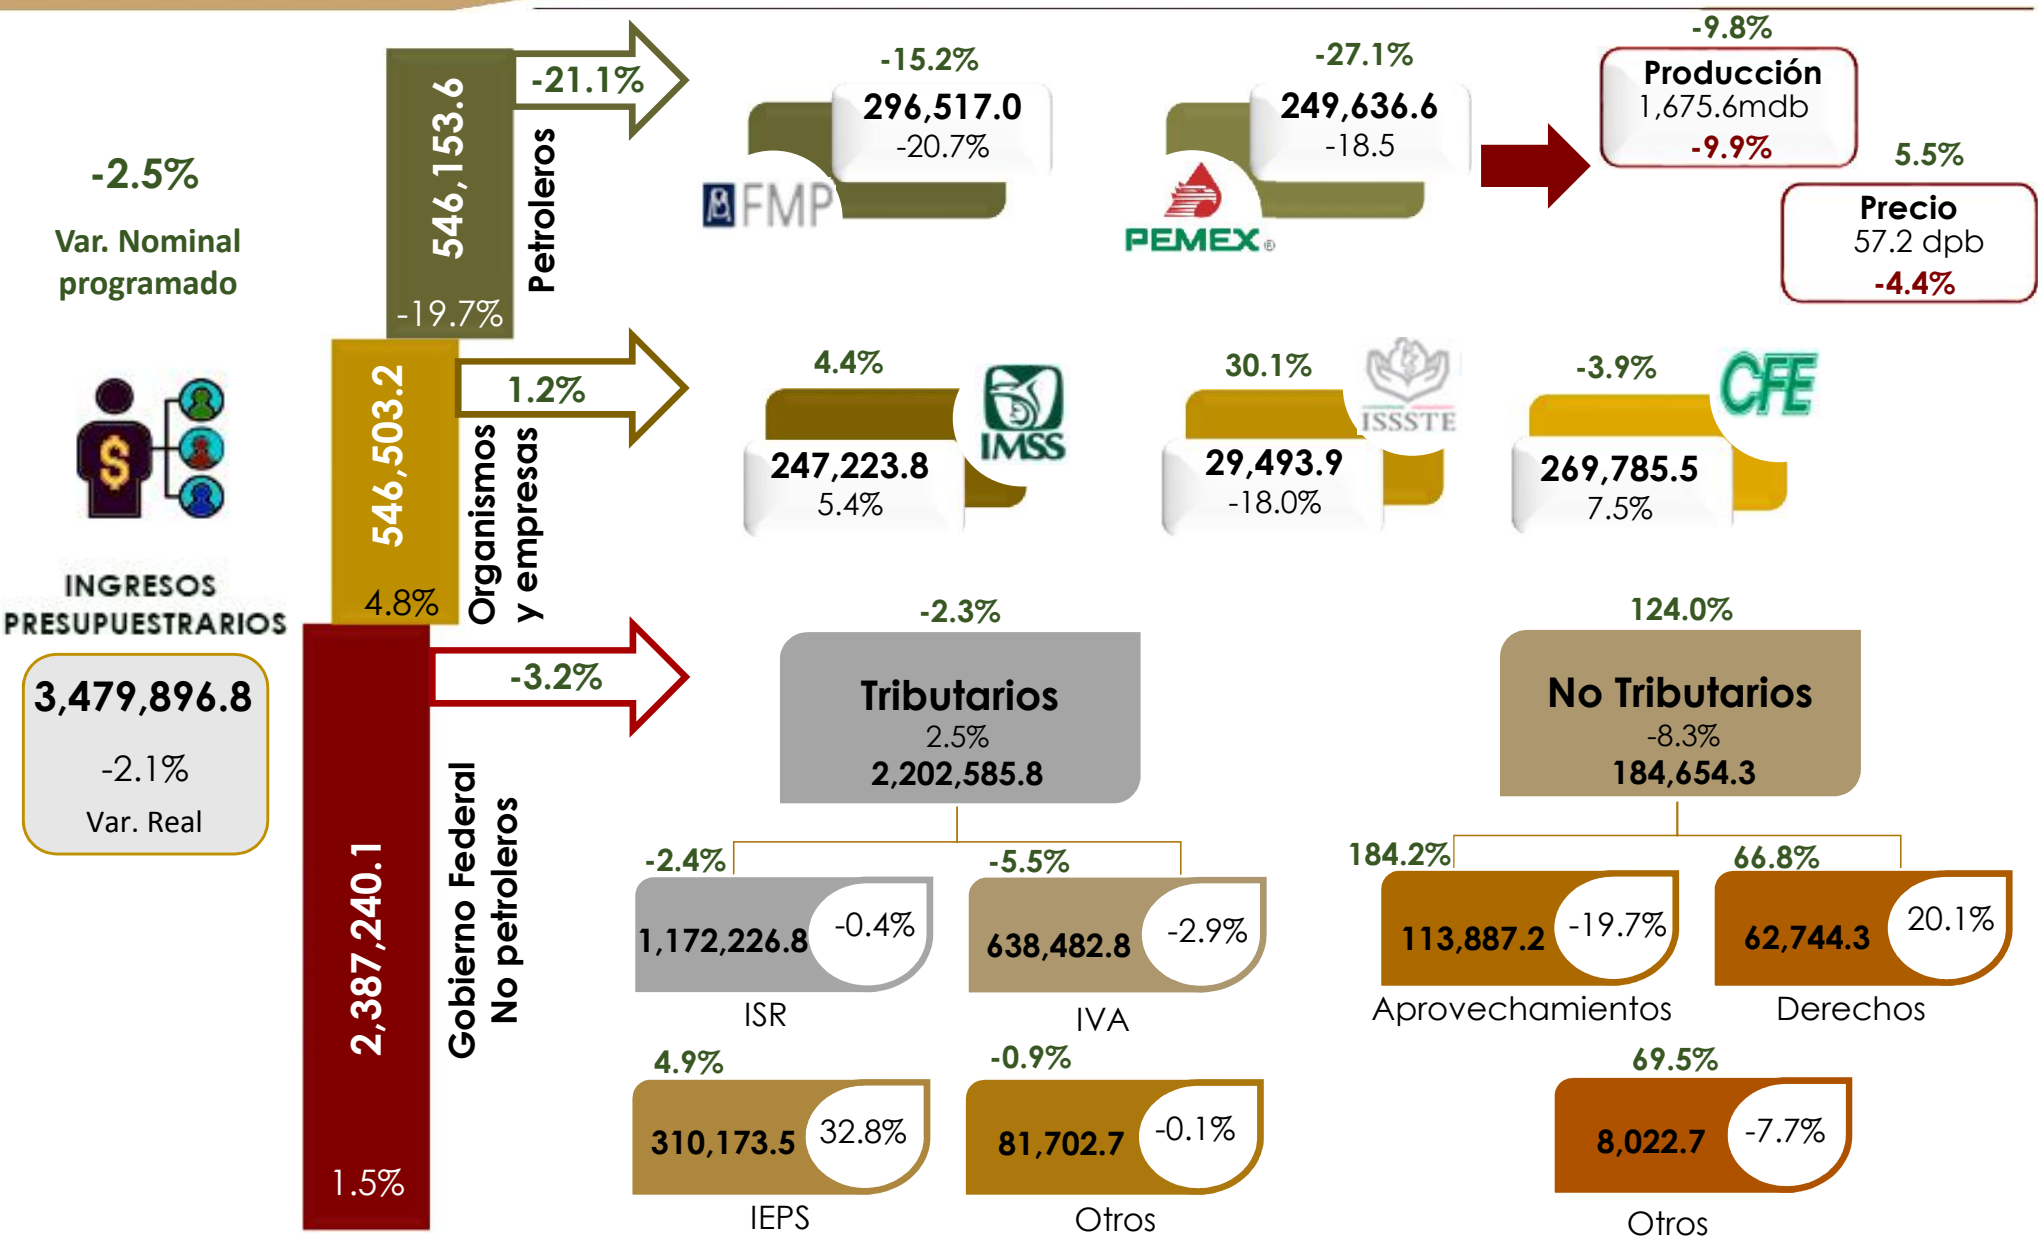 -2.5%
Var. Nominal
programado
INGRESOS
PRESUPUESTRARIOS
3,479,896.8
-2.1%
Var. Real
546,153.6
-19.7%
Petroleros
-21.1%
-15.2%
296,517.0
-20.7%
FMP
-27.1%
249,636.6
-18.5
PEMEX ®
-9.8%
Producción
1,675.6mdb
-9.9%
5.5%
Precio
57.2 dpb
-4.4%
546,503.2
4.8%
Organismos
y empresas
1.2%
4.4%
IMSS
247,223.8
5.4%
30.1%
ISSSTE
29,493.9
-18.0%
-3.9%
CFE
269,785.5
7.5%
2,387,240.1
1.5%
Gobierno Federal
No petroleros
-3.2%
-2.3%
Tributarios
2.5%
2,202,585.8
-2.4%
1,172,226.8
-0.4%
ISR
-5.5%
638,482.8
-2.9%
IVA
4.9%
310,173.5
32.8%
IEPS
-0.9%
81,702.7
-0.1%
Otros
124.0%
No Tributarios
-8.3%
184,654.3
184.2%
113,887.2
-19.7%
Aprovechamientos
66.8%
62,744.3
20.1%
Derechos
69.5%
8,022.7
-7.7%
Otros